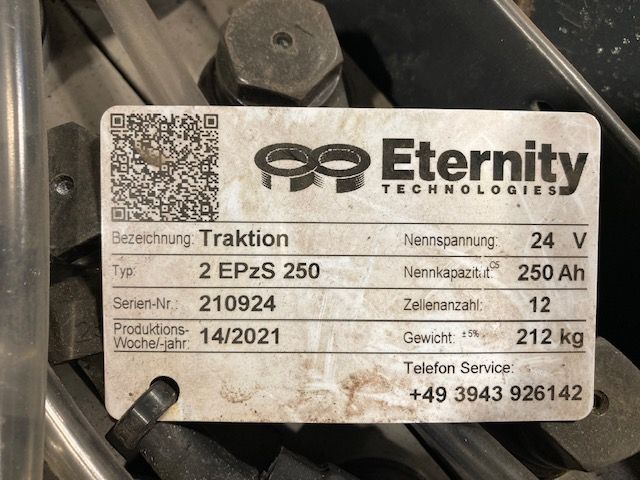 Eternity
TECHNOLOGIES
Bezeichnung: Traktion Nennspannung: 24 V
Typ: 2 EPzS 250 Nennkapazität C5 250 Ah
Serien-Nr.: 210924 Zellenanzahl: 12
Produktions-
Woche/-jahr: 14/2021 Gewicht: ±5% 212 kg
Telefon Service:
+49 3943 926142